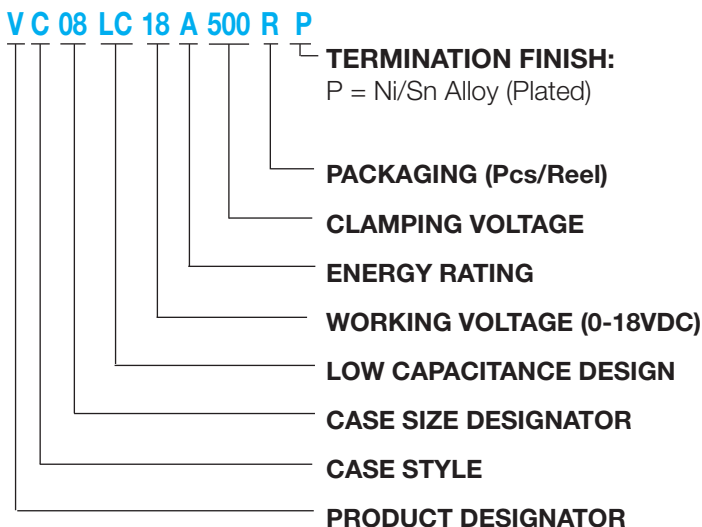 V C 08 LC 18 A 500 R P
TERMINATION FINISH:
P = Ni/Sn Alloy (Plated)
PACKAGING (Pcs/Reel)
CLAMPING VOLTAGE
ENERGY RATING
WORKING VOLTAGE (0-18VDC)
LOW CAPACITANCE DESIGN
CASE SIZE DESIGNATOR
CASE STYLE
PRODUCT DESIGNATOR